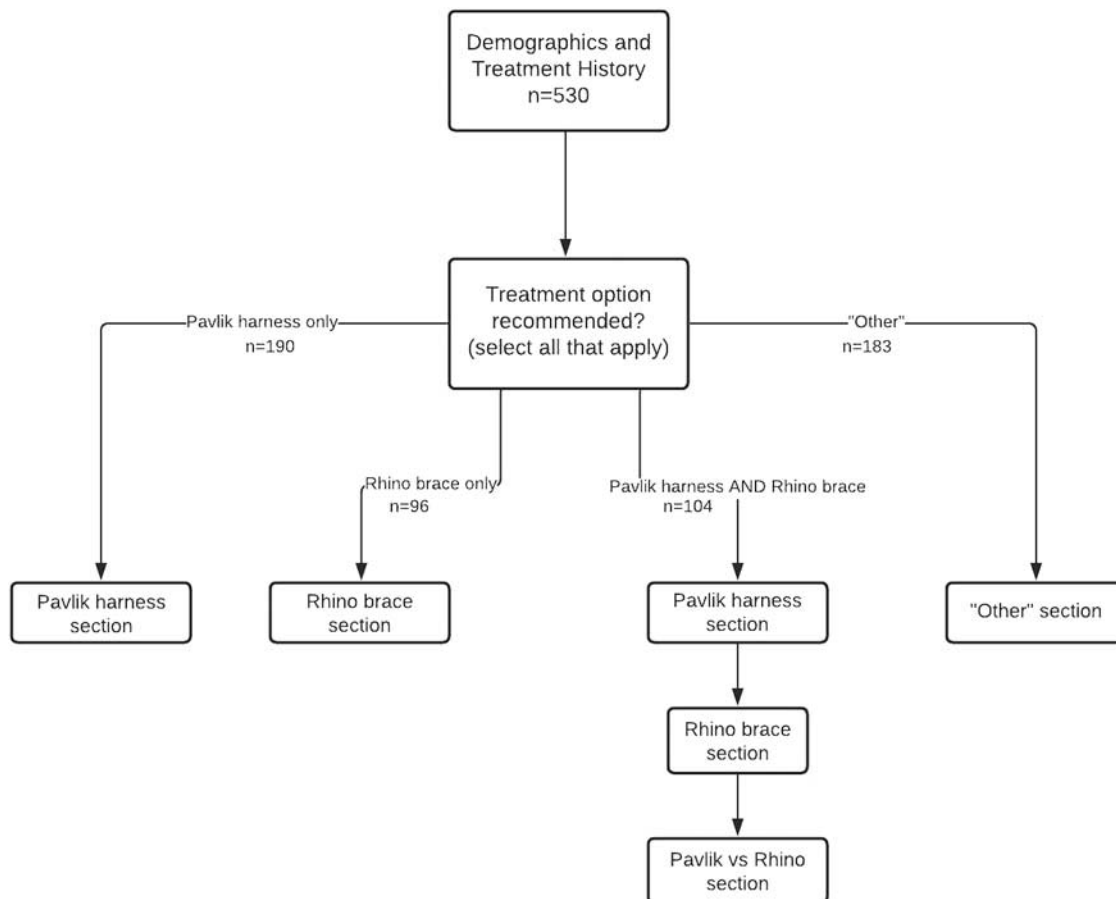 Demographics and
Treatment History
n=530
Treatment option
recommended?
(select all that apply)
Pavlik harness only
n=190
"Other"
n=183
Rhino brace only
n=96
Pavlik harness AND Rhino brace
n=104
Pavlik harness
section
Rhino brace
section
Pavlik harness
section
"Other" section
Rhino brace
section
Pavlik vs Rhino
section